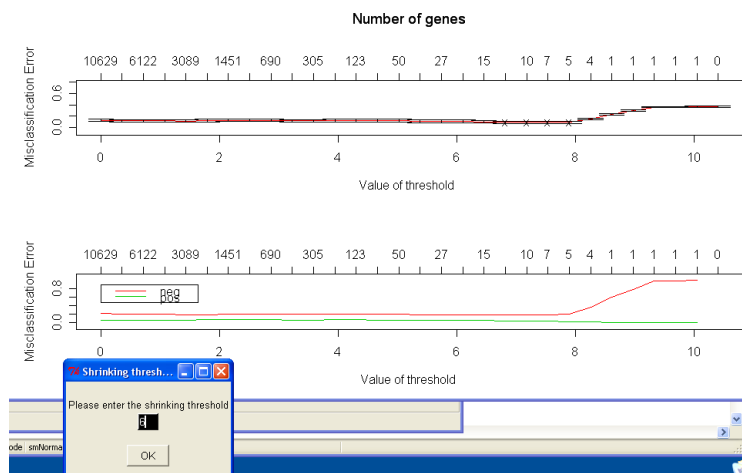 Number of genes
10629 6122 3089 1451 690 305 123 50 27 15 10 7 5 4 1 1 1 1 0
Misclassification Error
0.0 0.6
0 2 4 6 8 10
Value of threshold
10629 6122 3089 1451 690 305 123 50 27 15 10 7 5 4 1 1 1 1 0
Misclassification Error
0.0 0.8
neg
pos
0 2 4 6 8 10
Value of threshold
Shrinking thresh...
Please enter the shrinking threshold
6
OK
ode smNorma